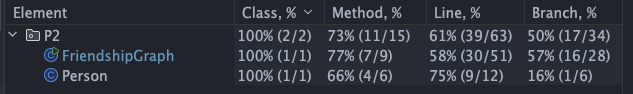 Element Class, % Method, % Line, % Branch, %
P2 100% (2/2) 73% (11/15) 61% (39/63) 50% (17/34)
FriendshipGraph 100% (1/1) 77% (7/9) 58% (30/51) 57% (16/28)
Person 100% (1/1) 66% (4/6) 75% (9/12) 16% (1/6)